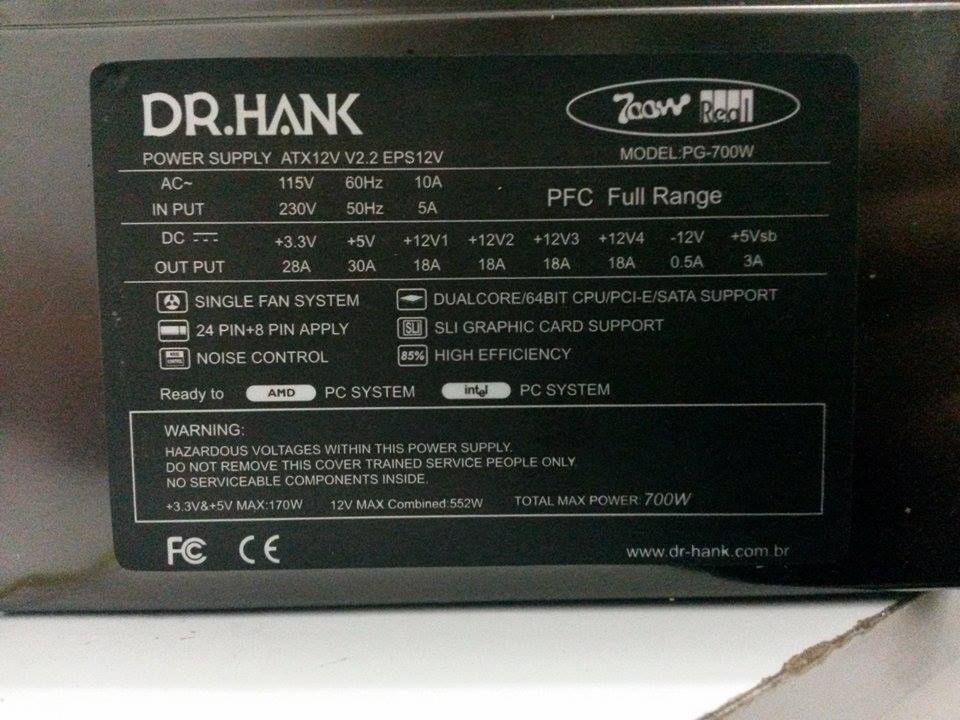 DR.HANK
700W Real
POWER SUPPLY ATX12V V2.2 EPS12V
MODEL:PG-700W
AC~ 115V 60Hz 10A
IN PUT 230V 50Hz 5A
PFC Full Range
DC +3.3V +5V +12V1 +12V2 +12V3 +12V4 -12V +5Vsb
OUT PUT 28A 30A 18A 18A 18A 18A 0.5A 3A
SINGLE FAN SYSTEM
DUALCORE/64BIT CPU/PCI-E/SATA SUPPORT
24 PIN+8 PIN APPLY
SLI SLI GRAPHIC CARD SUPPORT
NOISE CONTROL NOISE CONTROL
85% HIGH EFFICIENCY
Ready to AMD PC SYSTEM intel PC SYSTEM
WARNING:
HAZARDOUS VOLTAGES WITHIN THIS POWER SUPPLY.
DO NOT REMOVE THIS COVER TRAINED SERVICE PEOPLE ONLY.
NO SERVICEABLE COMPONENTS INSIDE.
+3.3V&+5V MAX:170W 12V MAX Combined:552W TOTAL MAX POWER:700W
FC CE
www.dr-hank.com.br